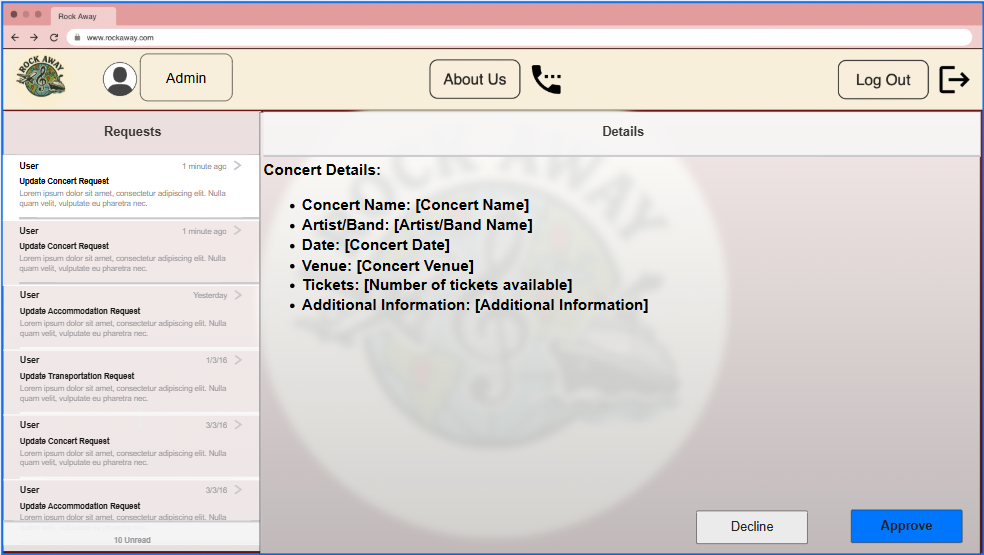 Rock Away
www.rockaway.com
ROCK AWAY
Admin
About Us
Log Out
Requests
User
1 minute ago
Update Concert Request
Lorem ipsum dolor sit amet, consectetur adipiscing elit. Nulla
quam velit, vulputate eu pharetra nec.
User
1 minute ago
Update Concert Request
Lorem ipsum dolor sit amet, consectetur adipiscing elit. Nulla
quam velit, vulputate eu pharetra nec.
User
Yesterday
Update Accommodation Request
Lorem ipsum dolor sit amet, consectetur adipiscing elit. Nulla
quam velit, vulputate eu pharetra nec.
User
1/3/16
Update Transportation Request
Lorem ipsum dolor sit amet, consectetur adipiscing elit. Nulla
quam velit, vulputate eu pharetra nec.
User
3/3/16
Update Concert Request
Lorem ipsum dolor sit amet, consectetur adipiscing elit. Nulla
quam velit, vulputate eu pharetra nec.
User
3/3/16
Update Accommodation Request
Lorem ipsum dolor sit amet, consectetur adipiscing elit. Nulla
10 Unread
Details
ROCK AWAY
Concert Details:
• Concert Name: [Concert Name]
• Artist/Band: [Artist/Band Name]
• Date: [Concert Date]
• Venue: [Concert Venue]
• Tickets: [Number of tickets available]
• Additional Information: [Additional Information]
Decline
Approve